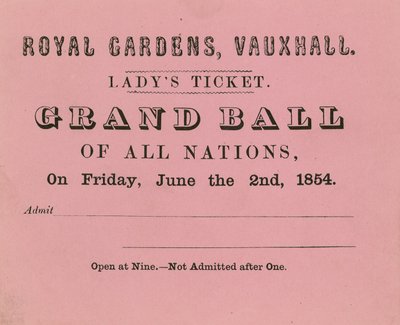 ROYAL GARDENS, VAUXHALL.
LADY'S TICKET.
GRAND BALL
OF ALL NATIONS,
On Friday, June the 2nd, 1854.
Admit
Open at Nine.—Not Admitted after One.